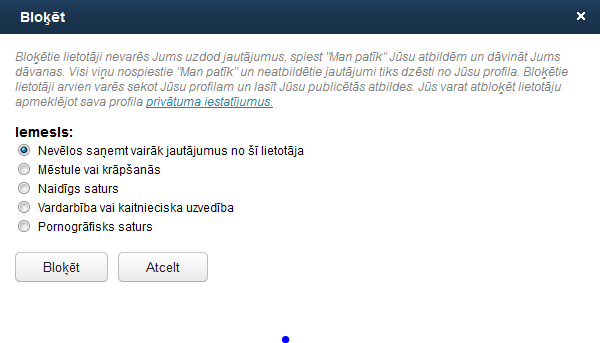 Bloķēt
Bloķētie lietotāji nevarēs Jums uzdod jautājumus, spiest "Man patīk" Jūsu atbildēm un dāvināt Jums
dāvanas. Visi viņu nospiestie "Man patīk" un neatbildētie jautājumi tiks dzēsti no Jūsu profila. Bloķētie
lietotāji arvien varēs sekot Jūsu profilam un lasīt Jūsu publicētās atbildes. Jūs varat atbloķēt lietotāju
apmeklējot sava profila privātuma iestatījumus.
Iemesls:
Nevēlos saņemt vairāk jautājumus no šī lietotāja
Mēstule vai krāpšanās
Naidīgs saturs
Vardarbība vai kaitnieciska uzvedība
Pornogrāfisks saturs
Bloķēt Atcelt